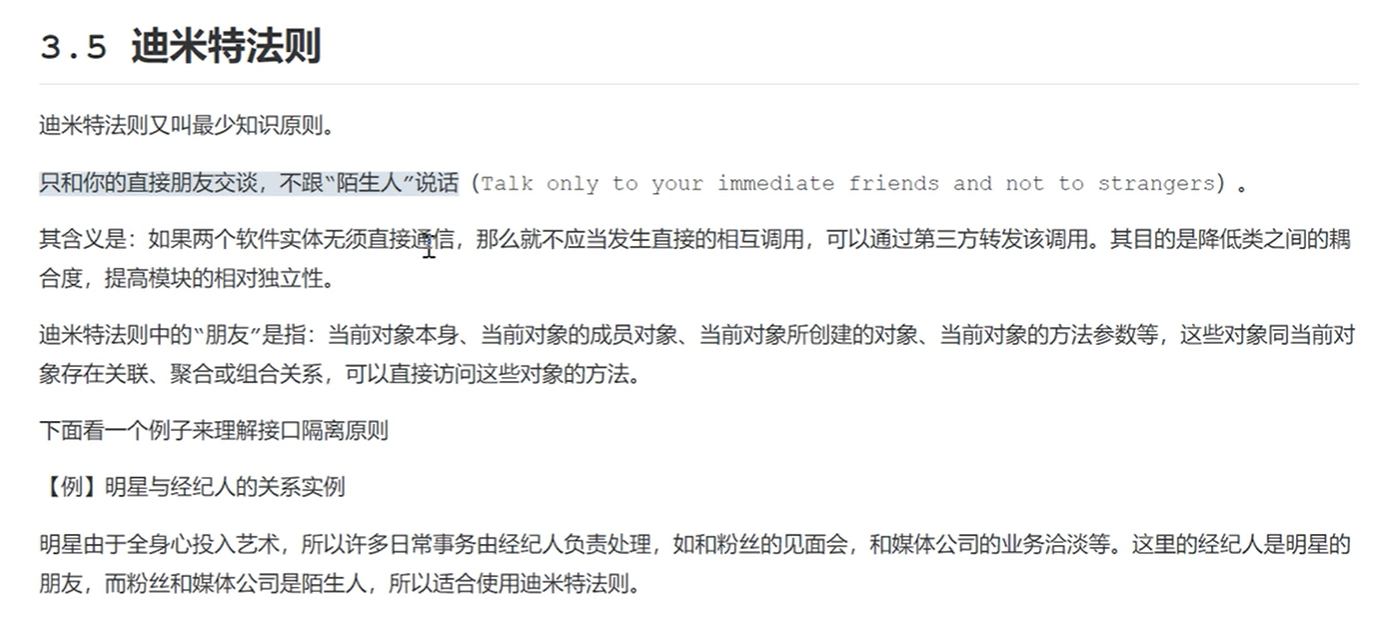 3.5 迪米特法则
迪米特法则又叫最少知识原则。
只和你的直接朋友交谈，不跟“陌生人”说话（Talk only to your immediate friends and not to strangers）。
其含义是：如果两个软件实体无须直接通信，那么就不应当发生直接的相互调用，可以通过第三方转发该调用。其目的是降低类之间的耦
合度，提高模块的相对独立性。
迪米特法则中的“朋友”是指：当前对象本身、当前对象的成员对象、当前对象所创建的对象、当前对象的方法参数等，这些对象同当前对
象存在关联、聚合或组合关系，可以直接访问这些对象的方法。
下面看一个例子来理解接口隔离原则
【例】明星与经纪人的关系实例
明星由于全身心投入艺术，所以许多日常事务由经纪人负责处理，如和粉丝的见面会，和媒体公司的业务洽淡等。这里的经纪人是明星的
朋友，而粉丝和媒体公司是陌生人，所以适合使用迪米特法则。